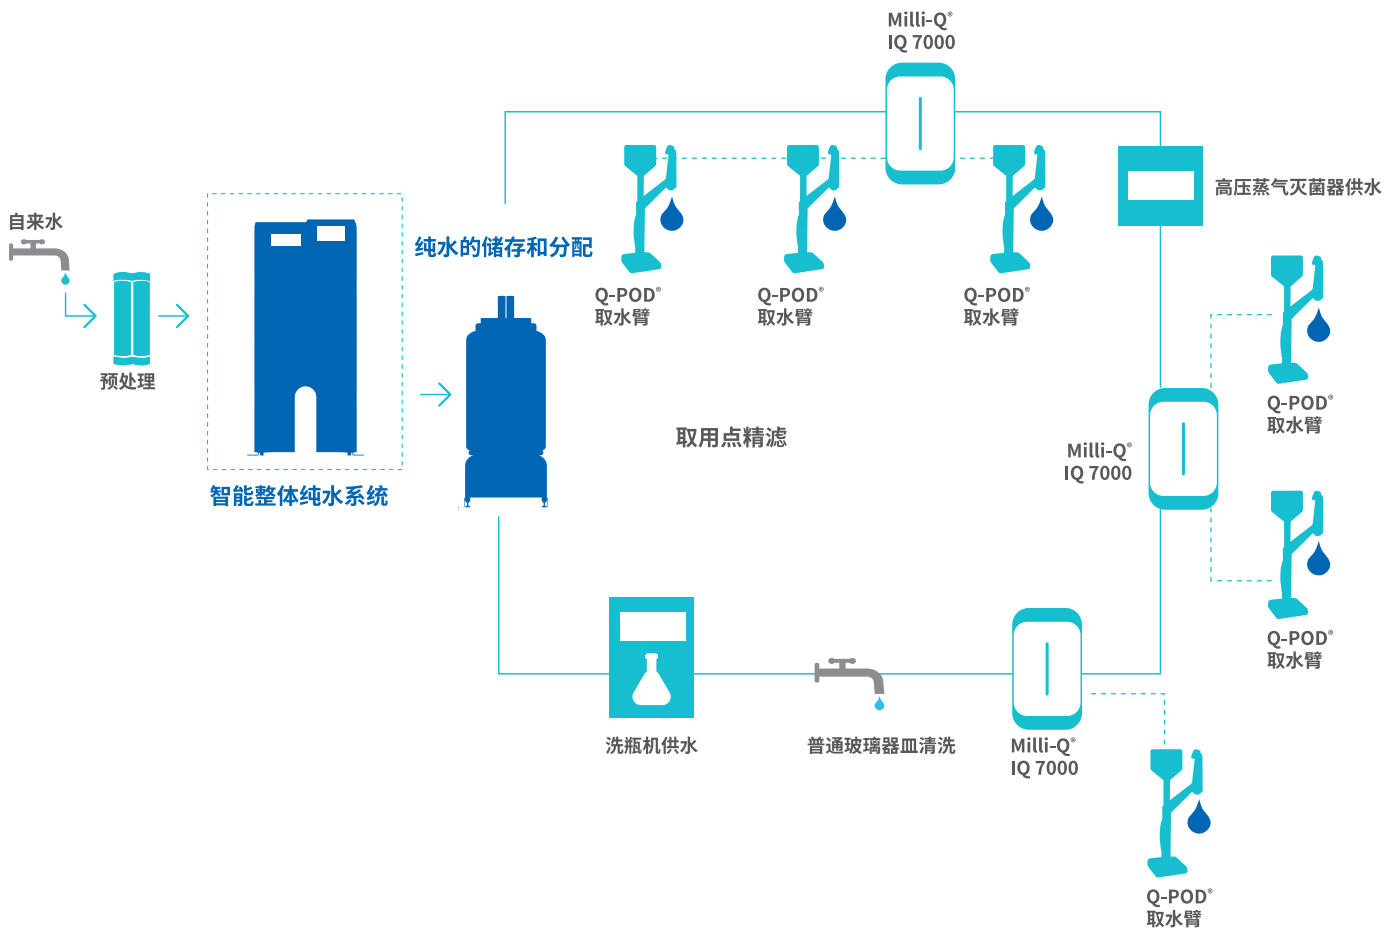 Milli-Q®
IQ 7000
高压蒸气灭菌器供水
自来水
纯水的储存和分配
Q-POD®
取水臂
Q-POD®
取水臂
Q-POD®
取水臂
预处理
Q-POD®
取水臂
取用点精滤
Milli-Q®
IQ 7000
智能整体纯水系统
Q-POD®
取水臂
洗瓶机供水
普通玻璃器皿清洗
Milli-Q®
IQ 7000
Q-POD®
取水臂